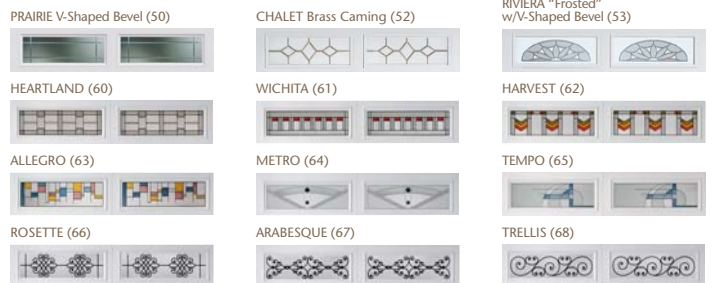 PRAIRIE V-Shaped Bevel (50)
CHALET Brass Caming (52)
RIVIERA "Frosted"
w/V-Shaped Bevel (53)
HEARTLAND (60)
WICHITA (61)
HARVEST (62)
ALLEGRO (63)
METRO (64)
TEMPO (65)
ROSETTE (66)
ARABESQUE (67)
TRELLIS (68)